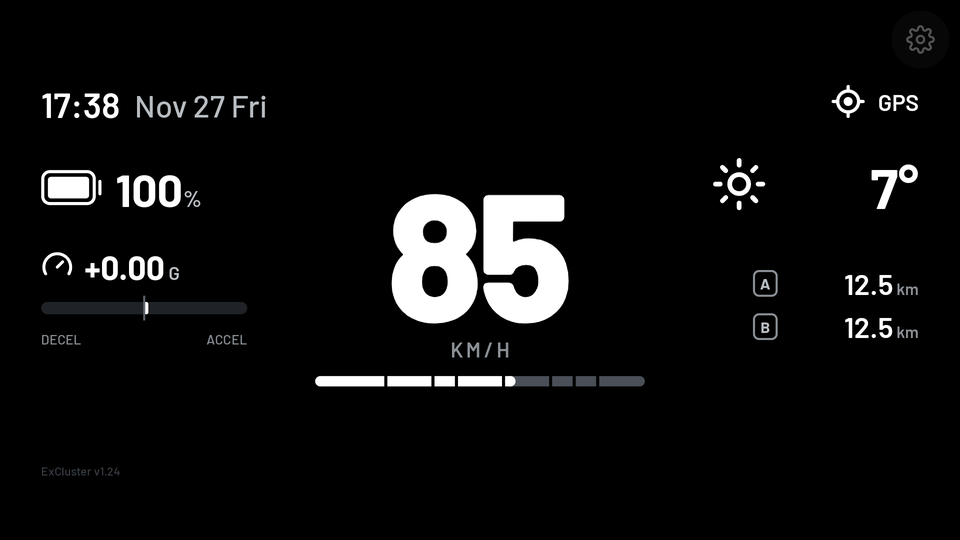 17:38 Nov 27 Fri
GPS
100%
7°
+0.00 G
85
KM/H
DECEL ACCEL
A 12.5 km
B 12.5 km
ExCluster v1.24